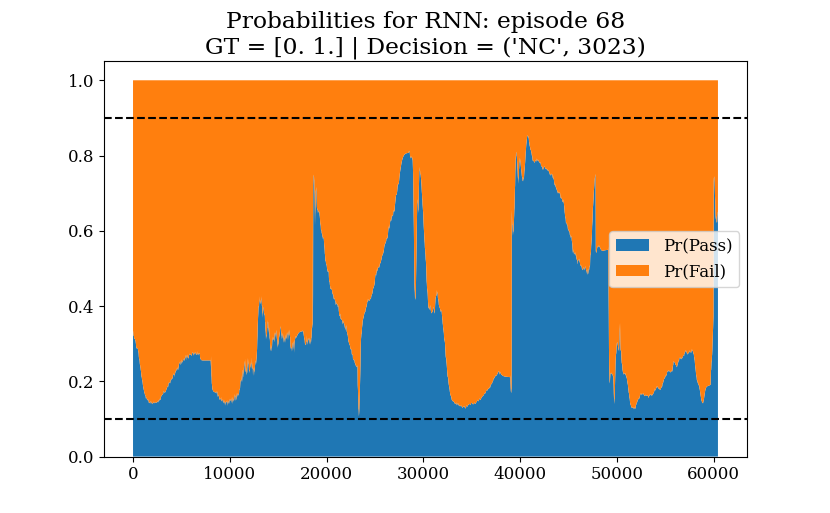 Probabilities for RNN: episode 68
GT = [0. 1.] | Decision = ('NC', 3023)
1.0
0.8
0.6
0.4
0.2
0.0
Pr(Pass)
Pr(Fail)
0 10000 20000 30000 40000 50000 60000